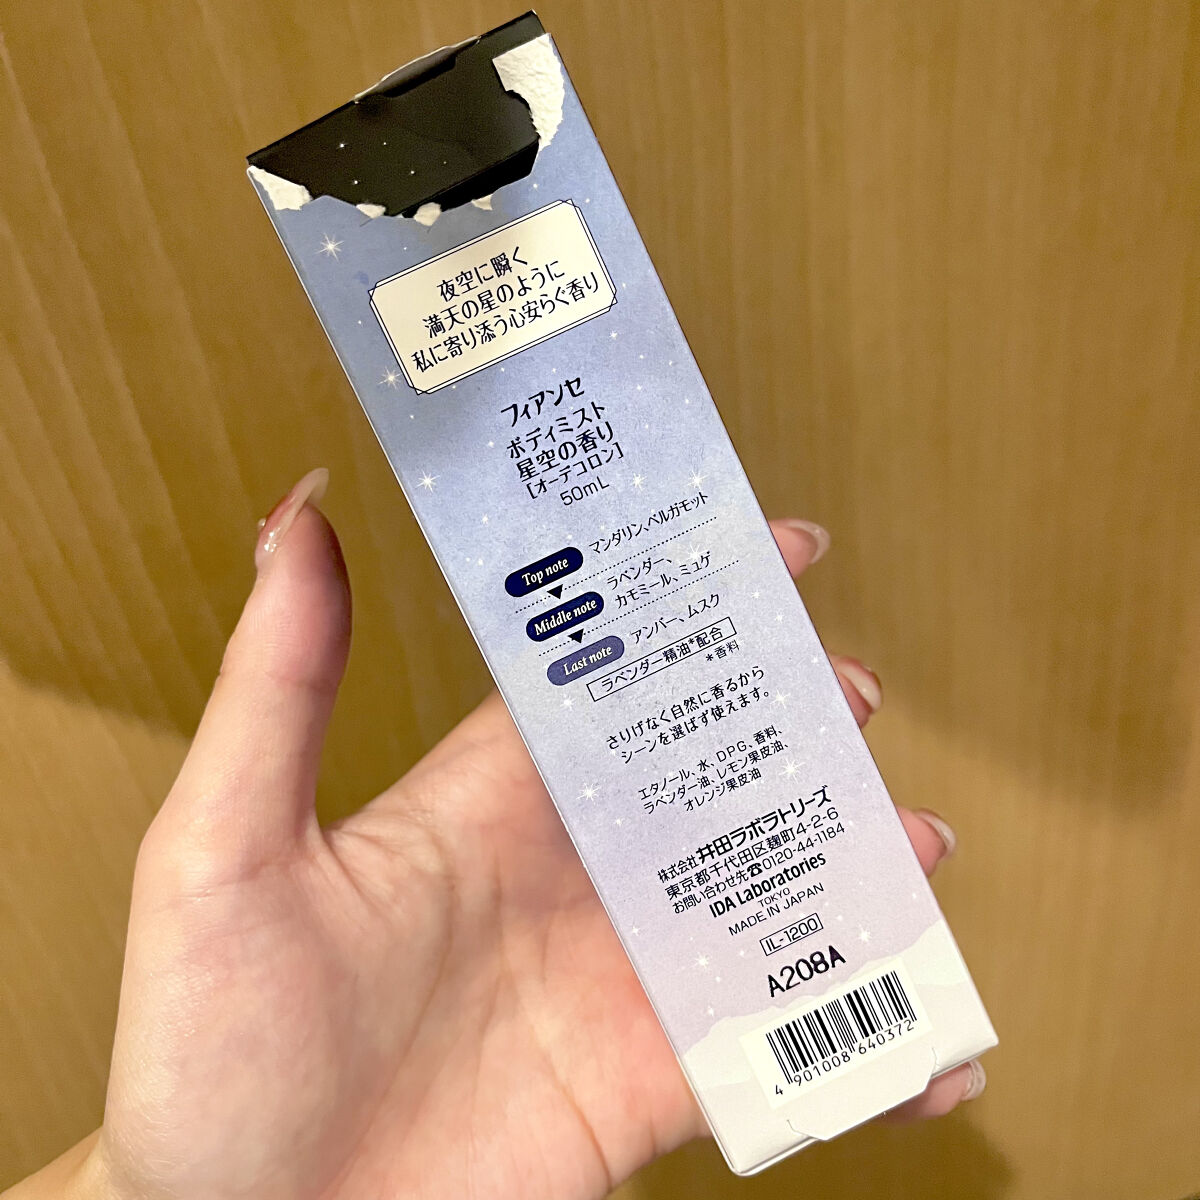 夜空に瞬く
満天の星のように
私に寄り添う心安らぐ香り
フィアンセ
ボディミスト
星空の香り
[オーデコロン]
50mL
Top note マンダリン、ベルガモット
Middle note ラベンダー、
カモミール、ミュゲ
Last note アンバー、ムスク
ラベンダー精油*配合
*香料
さりげなく自然に香るから
シーンを選ばず使えます。
エタノール、水、DPG、香料、
ラベンダー油、レモン果皮油、
オレンジ果皮油
株式会社井田ラボラトリーズ
東京都千代田区麹町4-2-6
お問い合わせ先☎0120-44-1184
IDA Laboratories
TOKYO
MADE IN JAPAN
IL-1200
A208A
4 901008 640372